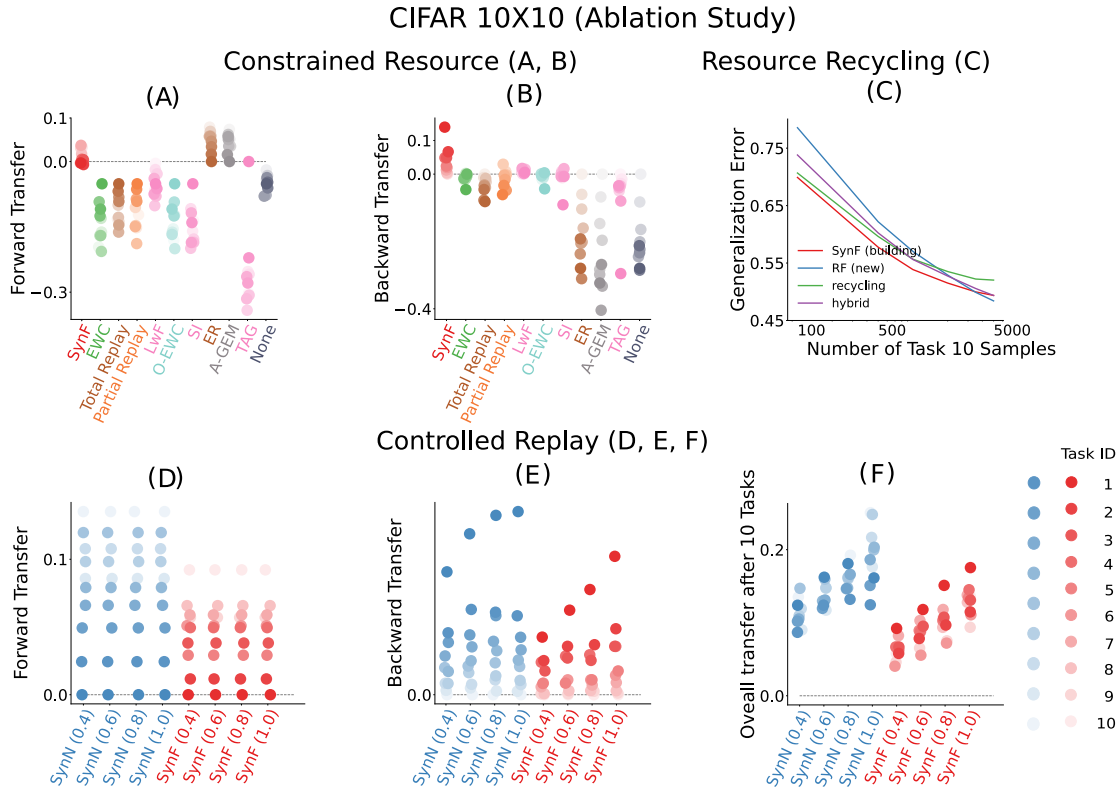 CIFAR 10X10 (Ablation Study)
Constrained Resource (A, B)
Resource Recycling (C)
(A)
(B)
(C)
Forward Transfer
0.1
0.0
−0.3
SynF
EWC
Total Replay
Partial Replay
LwF
O-EWC
SI
ER
A-GEM
TAG
None
Backward Transfer
0.1
0.0
−0.4
SynF
EWC
Total Replay
Partial Replay
LwF
O-EWC
SI
ER
A-GEM
TAG
None
Generalization Error
0.75
0.65
0.55
0.45
SynF (building)
RF (new)
recycling
hybrid
100
500
5000
Number of Task 10 Samples
Controlled Replay (D, E, F)
(D)
(E)
(F)
Forward Transfer
0.1
0.0
SynN (0.4)
SynN (0.6)
SynN (0.8)
SynN (1.0)
SynF (0.4)
SynF (0.6)
SynF (0.8)
SynF (1.0)
Backward Transfer
0.0
SynN (0.4)
SynN (0.6)
SynN (0.8)
SynN (1.0)
SynF (0.4)
SynF (0.6)
SynF (0.8)
SynF (1.0)
Oveall transfer after 10 Tasks
0.2
0.0
SynN (0.4)
SynN (0.6)
SynN (0.8)
SynN (1.0)
SynF (0.4)
SynF (0.6)
SynF (0.8)
SynF (1.0)
Task ID
1
2
3
4
5
6
7
8
9
10